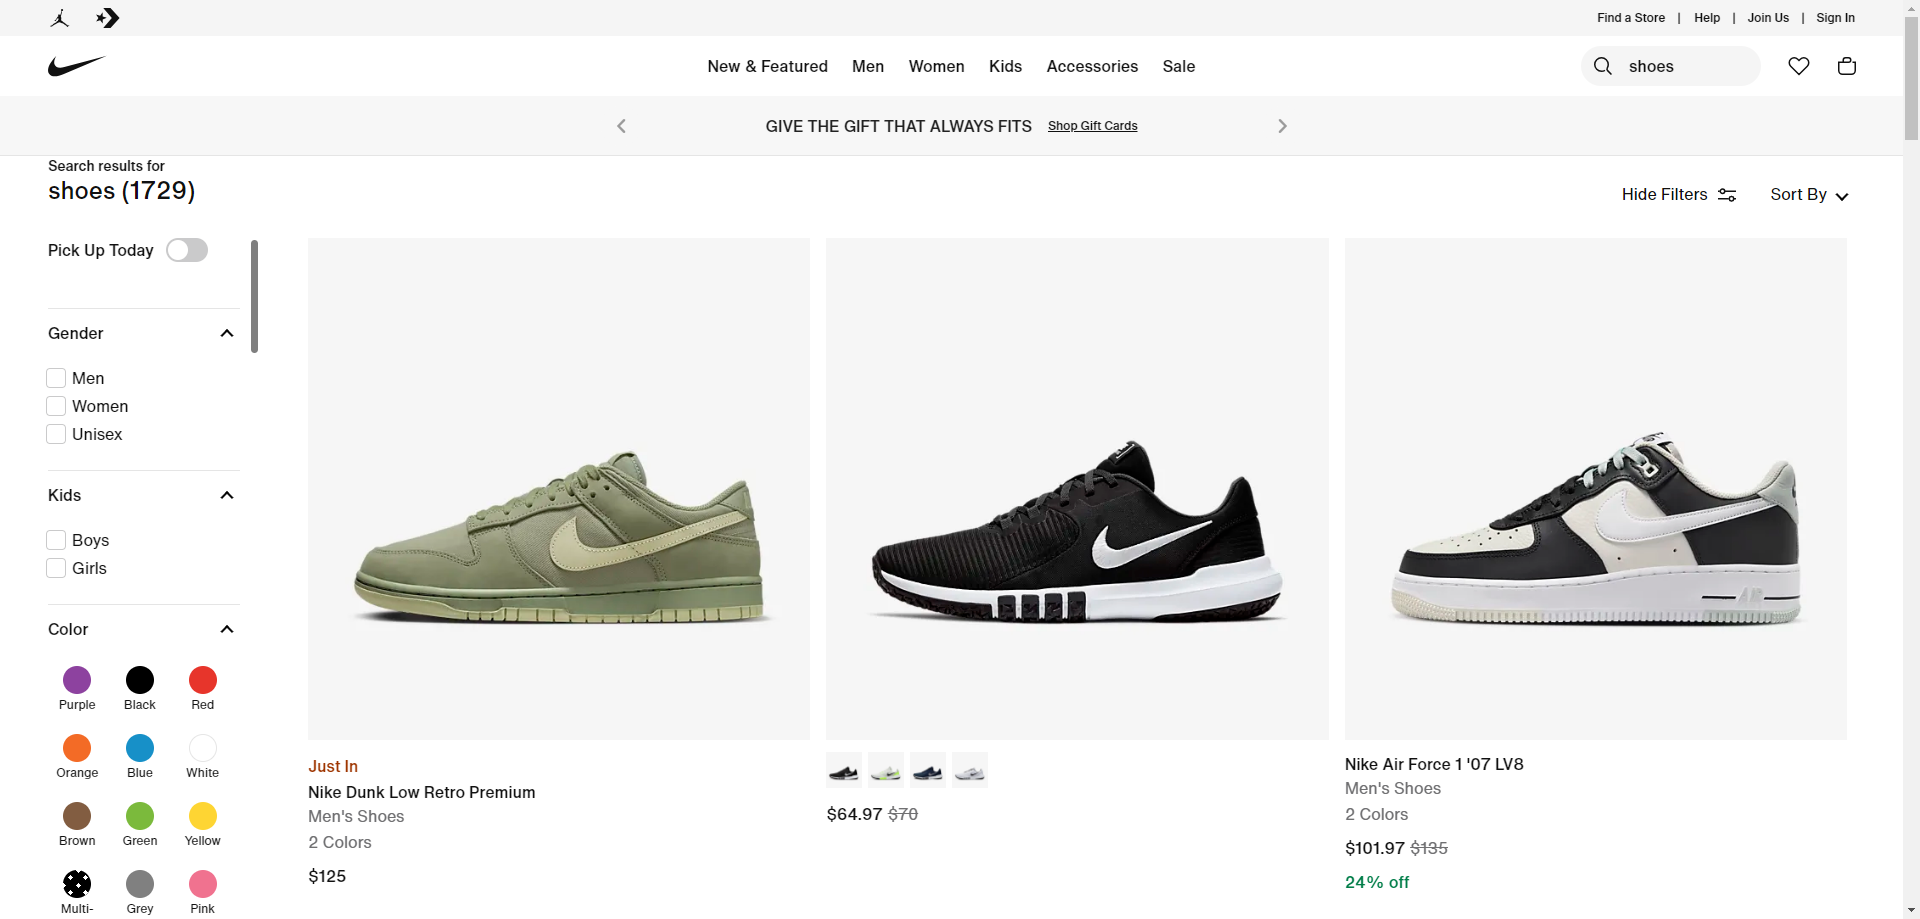 Find a Store | Help | Join Us | Sign In
New & Featured Men Women Kids Accessories Sale
shoes
GIVE THE GIFT THAT ALWAYS FITS Shop Gift Cards
Search results for
shoes (1729)
Hide Filters
Sort By
Pick Up Today
Gender
Men
Women
Unisex
Kids
Boys
Girls
Color
Purple Black Red
Orange Blue White
Brown Green Yellow
Multi- Grey Pink
Just In
Nike Dunk Low Retro Premium
Men's Shoes
2 Colors
$125
$64.97 $70
Nike Air Force 1 '07 LV8
Men's Shoes
2 Colors
$101.97 $135
24% off
AIR